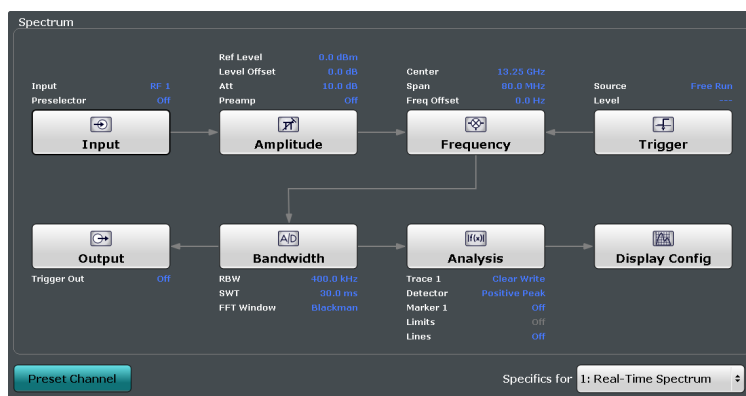 Spectrum
Ref Level 0.0 dBm
Level Offset 0.0 dB
Input RF 1
Att 10.0 dB
Preselector Off
Preamp Off
Center 13.25 GHz
Span 80.0 MHz
Freq Offset 0.0 Hz
Source Free Run
Level ---
Input
Amplitude
Frequency
Trigger
A/D
|f(x)|
Output
Bandwidth
Analysis
Display Config
Trigger Out Off
RBW 400.0 kHz
SWT 30.0 ms
FFT Window Blackman
Trace 1 Clear Write
Detector Positive Peak
Marker 1 Off
Limits Off
Lines Off
Preset Channel
Specifics for 1: Real-Time Spectrum